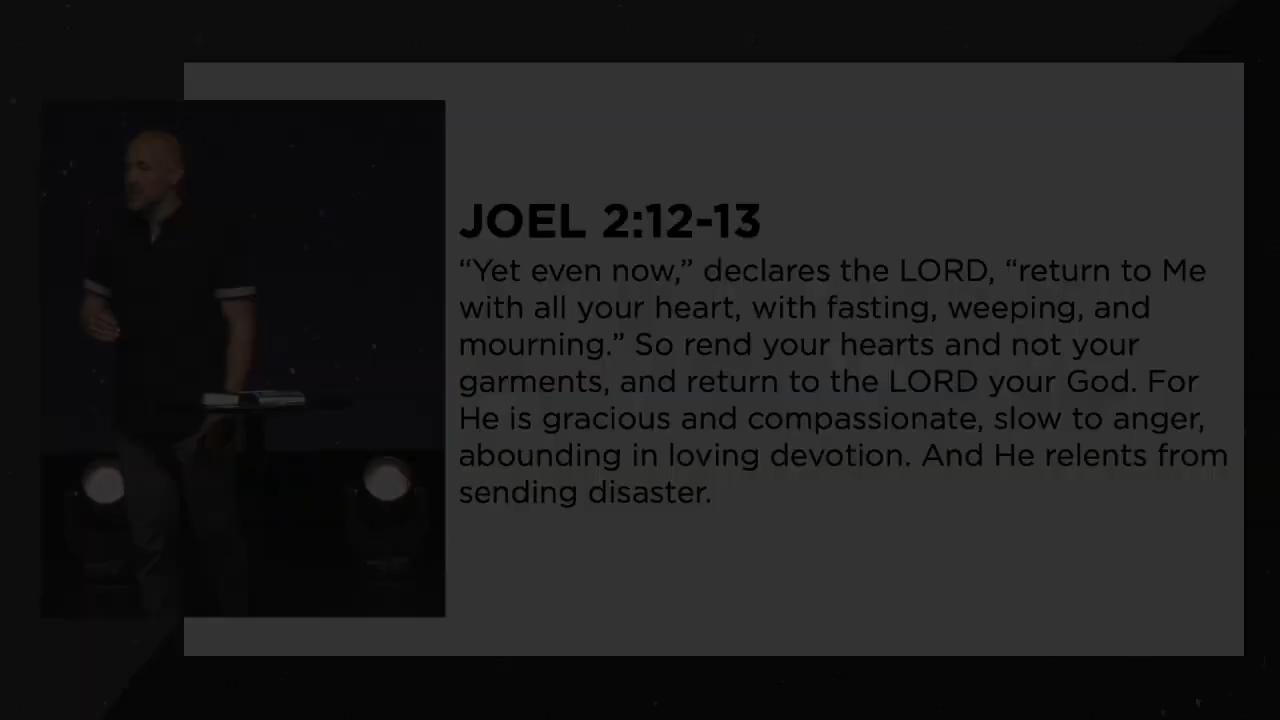 JOEL 2:12-13
“Yet even now,” declares the LORD, “return to Me
with all your heart, with fasting, weeping, and
mourning.” So rend your hearts and not your
garments, and return to the LORD your God. For
He is gracious and compassionate, slow to anger,
abounding in loving devotion. And He relents from
sending disaster.